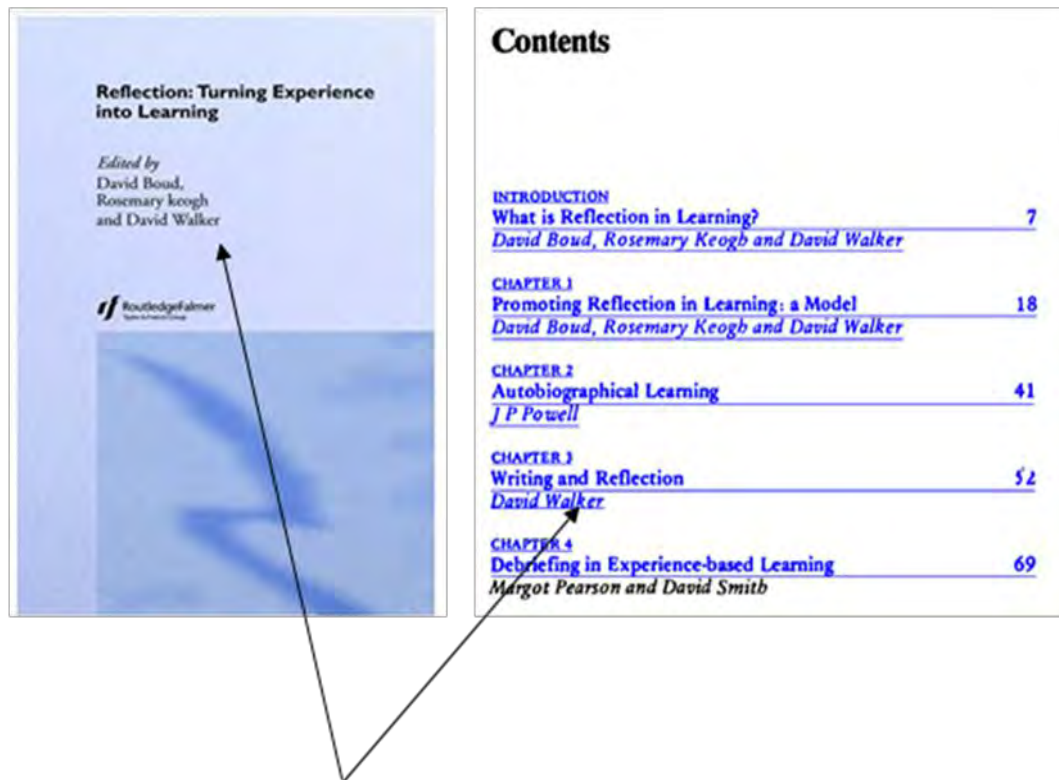 Reflection: Turning Experience
into Learning
Edited by
David Boud,
Rosemary keogh
and David Walker
RoutledgeFalmer
Taylor & Francis Group
Contents
INTRODUCTION
What is Reflection in Learning? 7
David Boud, Rosemary Keogh and David Walker
CHAPTER 1
Promoting Reflection in Learning: a Model 18
David Boud, Rosemary Keogh and David Walker
CHAPTER 2
Autobiographical Learning 41
J P Powell
CHAPTER 3
Writing and Reflection 52
David Walker
CHAPTER 4
Debriefing in Experience-based Learning 69
Margot Pearson and David Smith